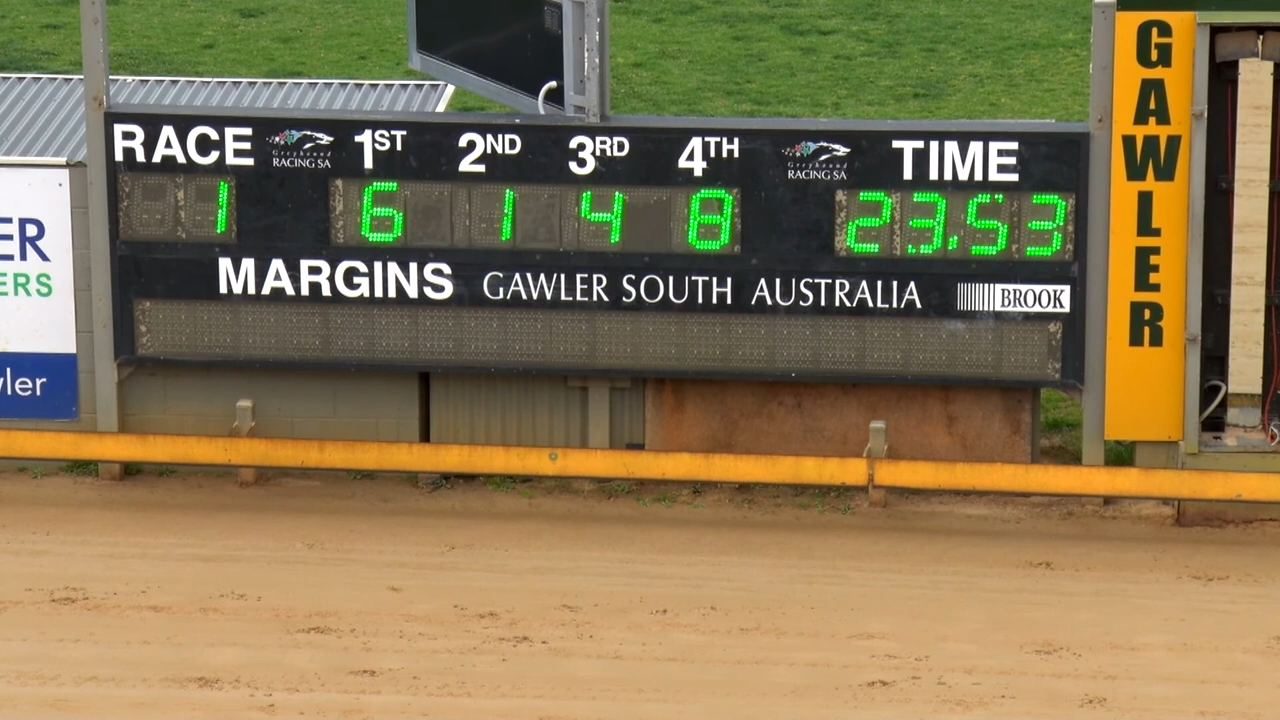 RACE
Greyhound
RACING SA
1ST 2ND 3RD 4TH
Greyhound
RACING SA
TIME
1 6 1 4 8 23.53
MARGINS GAWLER SOUTH AUSTRALIA BROOK
GAWLER
ER
ERS
wler